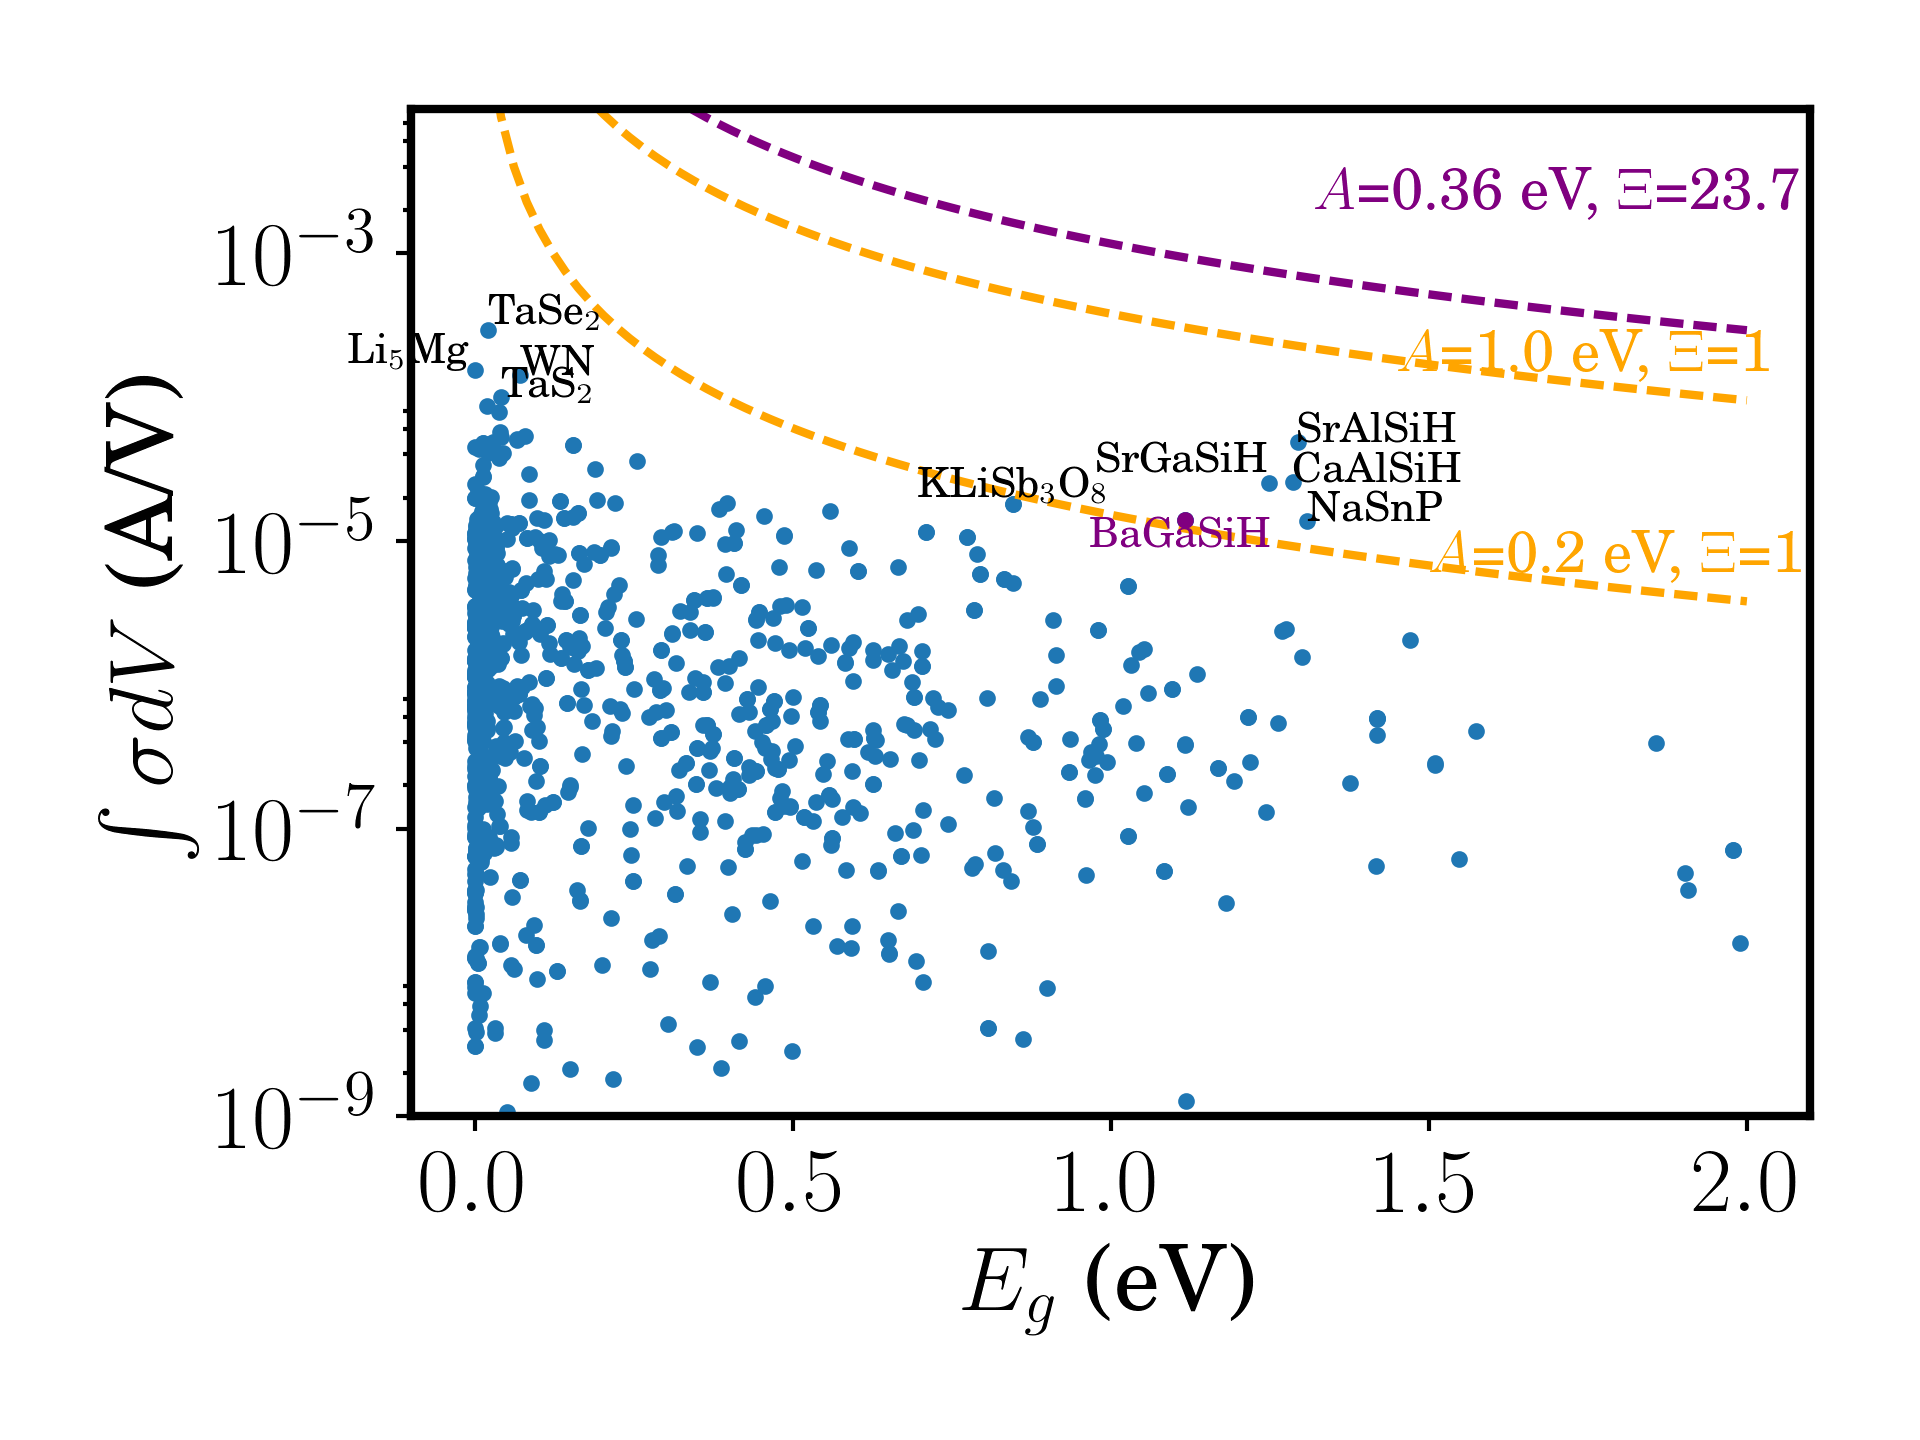 A=0.36 eV, Ξ=23.7
10⁻³
TaSe₂
Li₅Mg
WN
TaS₂
A=1.0 eV, Ξ=1
SrAlSiH
SrGaSiH
CaAlSiH
KLiSb₃O₈
NaSnP
BaGaSiH
10⁻⁵
A=0.2 eV, Ξ=1
∫ σdV (A/V)
10⁻⁷
10⁻⁹
0.0 0.5 1.0 1.5 2.0
E_g (eV)